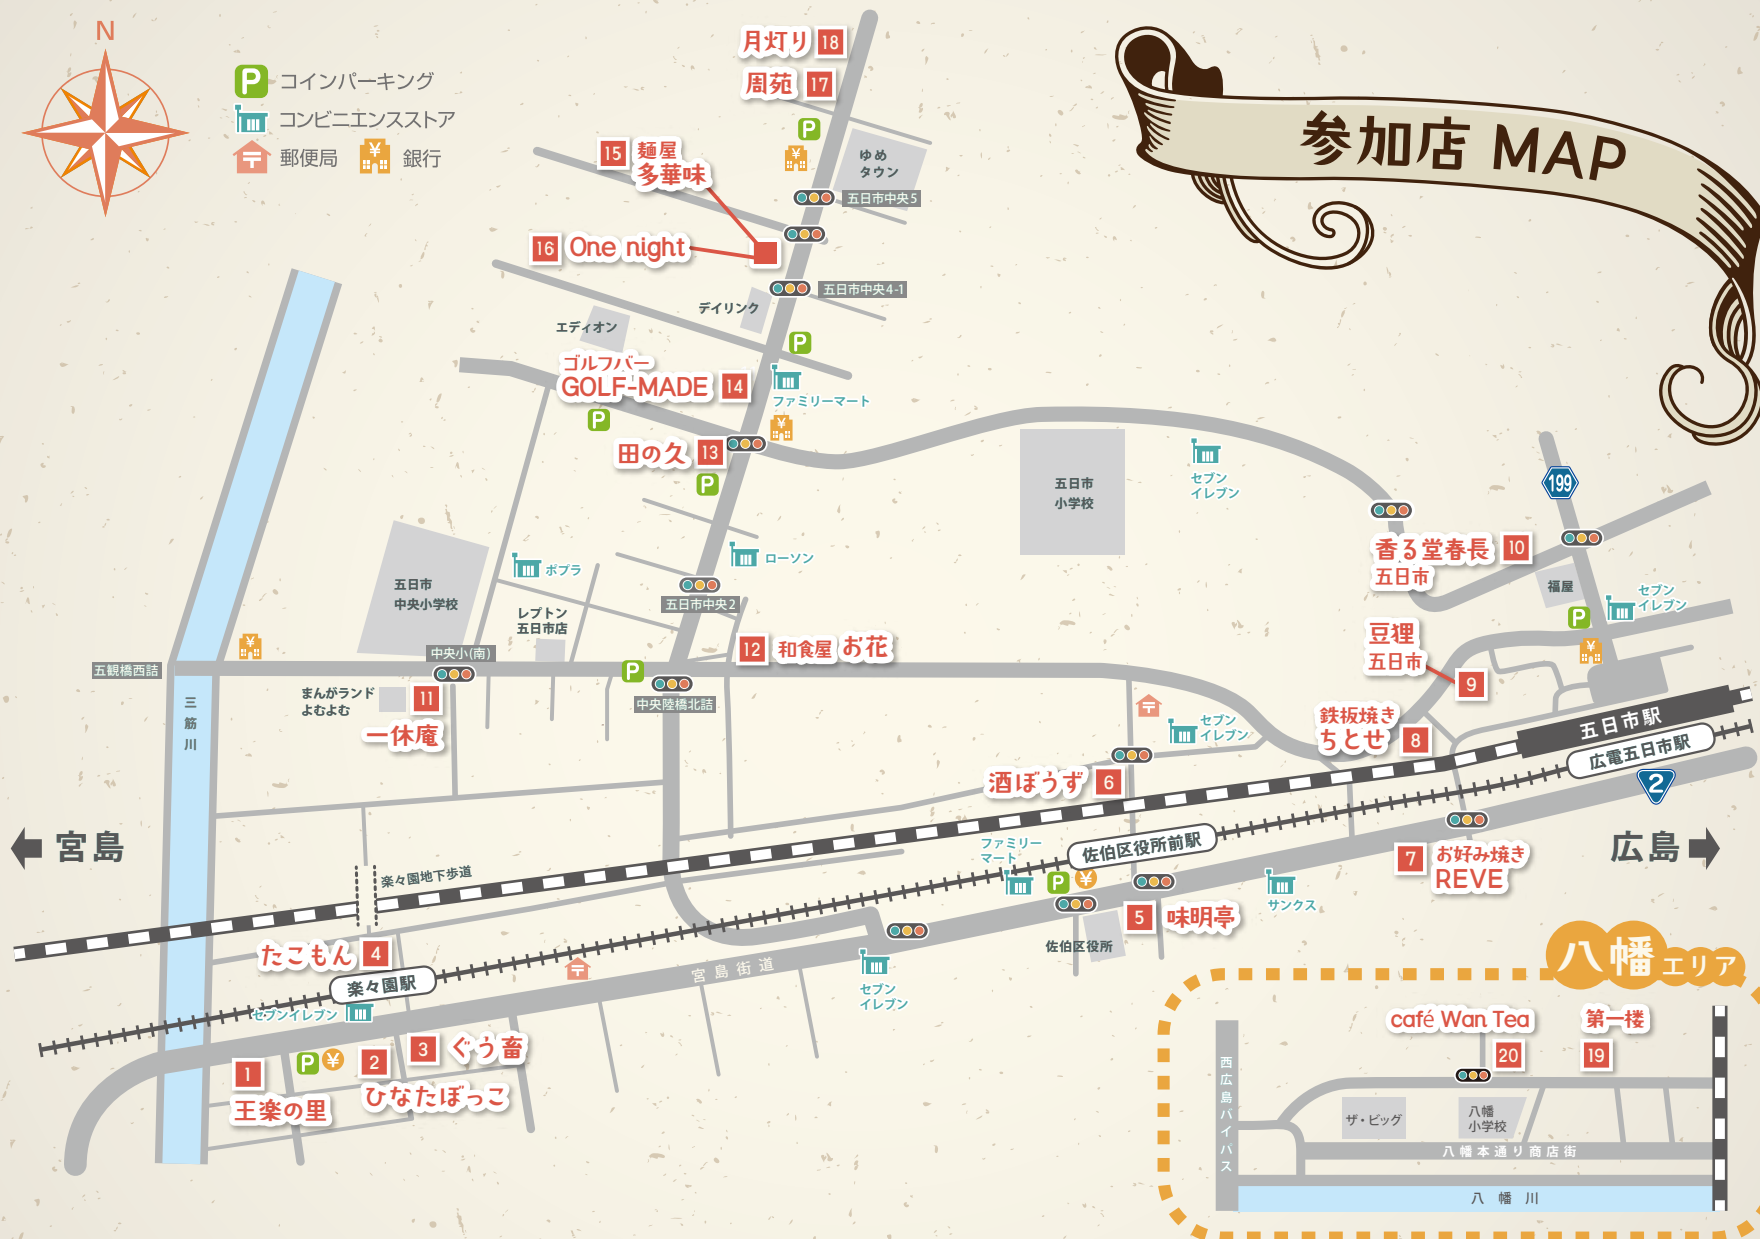 N
コインパーキング
コンビニエンスストア
郵便局
銀行
参加店 MAP
月灯り 18
周苑 17
15 麺屋
多華味
ゆめ
タウン
五日市中央5
16 One night
五日市中央4-1
デイリンク
エディオン
ゴルフバー
GOLF-MADE 14
ファミリーマート
田の久 13
五日市
小学校
セブン
イレブン
199
香る堂春長 10
五日市
福屋
セブン
イレブン
ローソン
ポプラ
五日市
中央小学校
レプトン
五日市店
五日市中央2
12 和食屋 お花
豆狸
五日市
9
五観橋西詰
中央小(南)
まんがランド
よむよむ
11
一休庵
中央陸橋北詰
三筋川
セブン
イレブン
鉄板焼き
ちとせ 8
五日市駅
広電五日市駅
2
酒ぼうず 6
宮島
広島
ファミリー
マート
佐伯区役所前駅
7 お好み焼き
REVE
サンクス
楽々園地下歩道
5 味明亭
佐伯区役所
たこもん 4
楽々園駅
セブンイレブン
宮島街道
セブン
イレブン
1
王楽の里
2
ひなたぼっこ
3 ぐう畜
八幡エリア
café Wan Tea
20
第一楼
19
西広島バイパス
ザ・ビッグ
八幡
小学校
八幡本通り商店街
八幡川